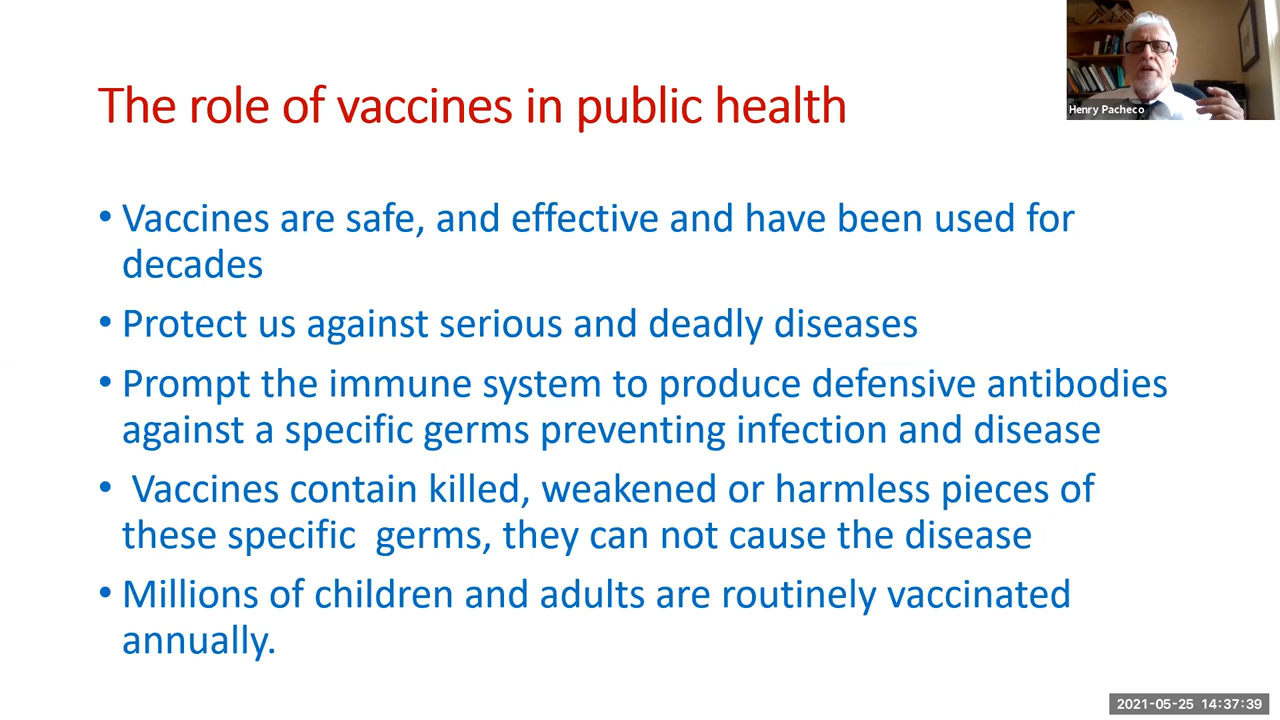 The role of vaccines in public health
Henry Pacheco
• Vaccines are safe, and effective and have been used for
decades
• Protect us against serious and deadly diseases
• Prompt the immune system to produce defensive antibodies
against a specific germs preventing infection and disease
• Vaccines contain killed, weakened or harmless pieces of
these specific  germs, they can not cause the disease
• Millions of children and adults are routinely vaccinated
annually.
2021-05-25 14:37:39